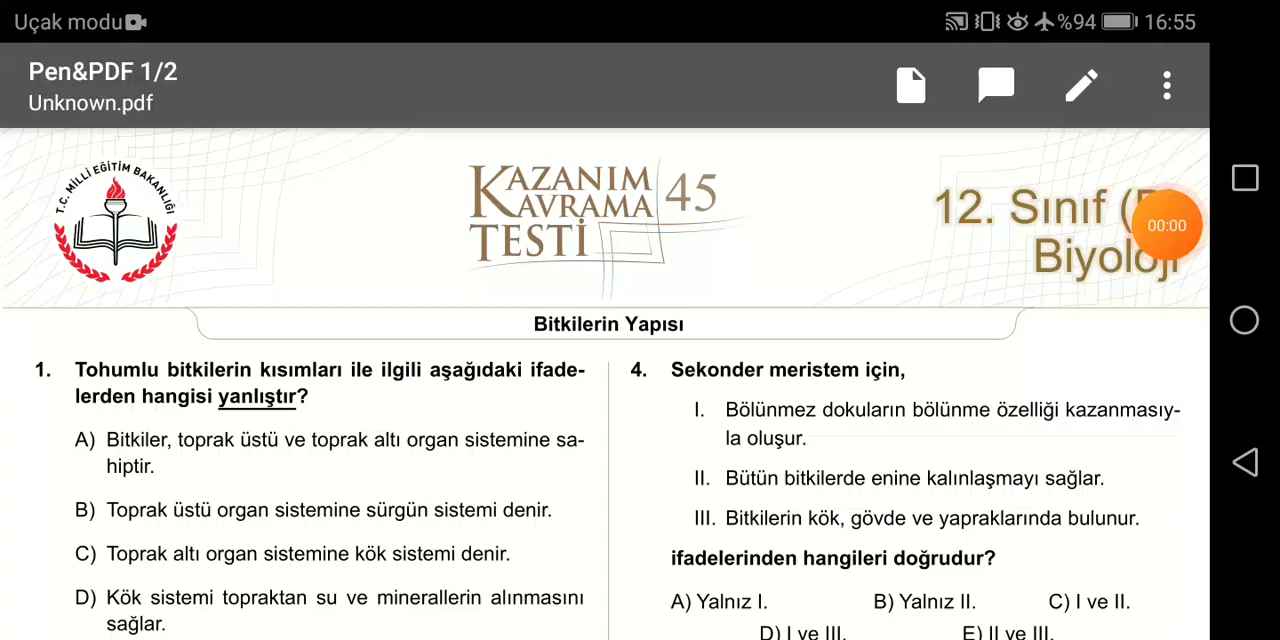 Uçak modu
%94 16:55
Pen&PDF 1/2
Unknown.pdf
T.C. MİLLİ EĞİTİM BAKANLIĞI
KAZANIM
KAVRAMA
TESTİ
45
12. Sınıf (
Biyoloji
00:00
Bitkilerin Yapısı
1. Tohumlu bitkilerin kısımları ile ilgili aşağıdaki ifade-
lerden hangisi yanlıştır?
A) Bitkiler, toprak üstü ve toprak altı organ sistemine sa-
hiptir.
B) Toprak üstü organ sistemine sürgün sistemi denir.
C) Toprak altı organ sistemine kök sistemi denir.
D) Kök sistemi topraktan su ve minerallerin alınmasını
sağlar.
4. Sekonder meristem için,
I. Bölünmez dokuların bölünme özelliği kazanmasıy-
la oluşur.
II. Bütün bitkilerde enine kalınlaşmayı sağlar.
III. Bitkilerin kök, gövde ve yapraklarında bulunur.
ifadelerinden hangileri doğrudur?
A) Yalnız I. B) Yalnız II. C) I ve II.
D) I ve III. E) II ve III.